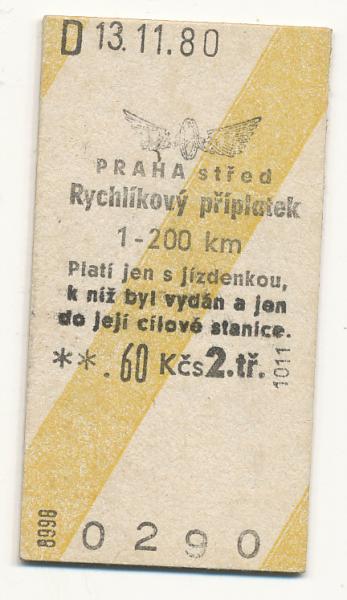 D 13.11.80
PRAHA střed
Rychlíkový příplatek
1-200 km
Platí jen s jízdenkou,
k níž byl vydán a jen
do její cílové stanice.
**.60 Kčs 2.tř.
1011
8998
0290